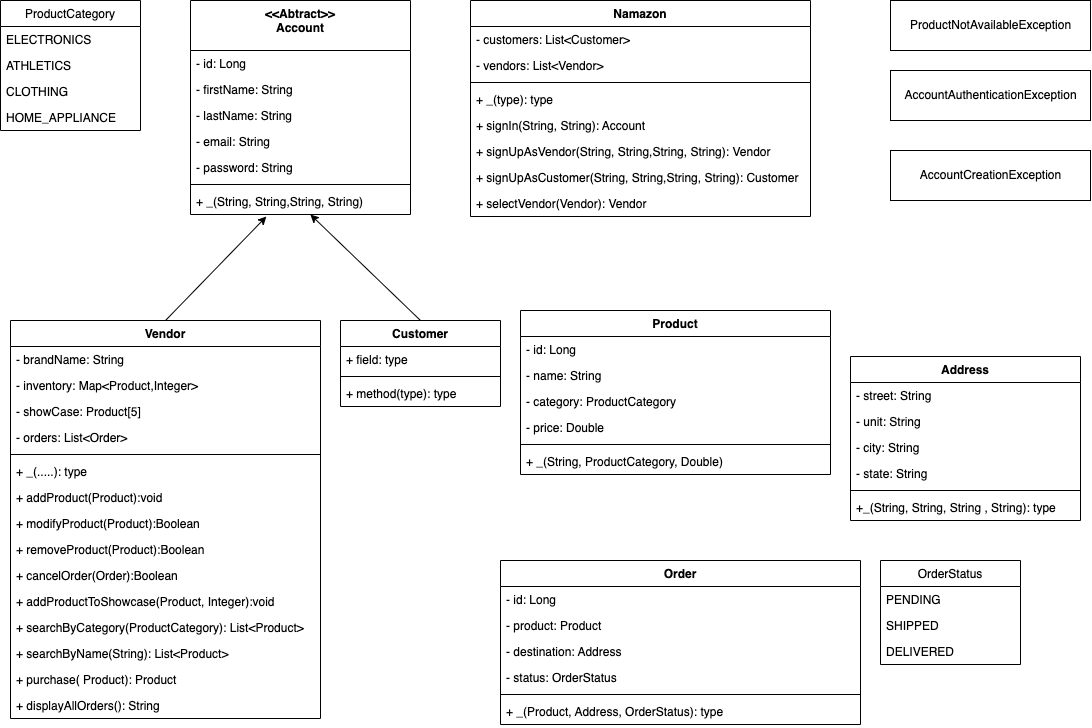 ProductCategory
ELECTRONICS
ATHLETICS
CLOTHING
HOME_APPLIANCE
<<Abtract>>
Account
- id: Long
- firstName: String
- lastName: String
- email: String
- password: String
+ _(String, String,String, String)
Namazon
- customers: List<Customer>
- vendors: List<Vendor>
+ _(type): type
+ signIn(String, String): Account
+ signUpAsVendor(String, String,String, String): Vendor
+ signUpAsCustomer(String, String,String, String): Customer
+ selectVendor(Vendor): Vendor
ProductNotAvailableException
AccountAuthenticationException
AccountCreationException
Vendor
- brandName: String
- inventory: Map<Product,Integer>
- showCase: Product[5]
- orders: List<Order>
+ _(.....): type
+ addProduct(Product):void
+ modifyProduct(Product):Boolean
+ removeProduct(Product):Boolean
+ cancelOrder(Order):Boolean
+ addProductToShowcase(Product, Integer):void
+ searchByCategory(ProductCategory): List<Product>
+ searchByName(String): List<Product>
+ purchase( Product): Product
+ displayAllOrders(): String
Customer
+ field: type
+ method(type): type
Product
- id: Long
- name: String
- category: ProductCategory
- price: Double
+ _(String, ProductCategory, Double)
Address
- street: String
- unit: String
- city: String
- state: String
+_(String, String, String , String): type
Order
- id: Long
- product: Product
- destination: Address
- status: OrderStatus
+ _(Product, Address, OrderStatus): type
OrderStatus
PENDING
SHIPPED
DELIVERED